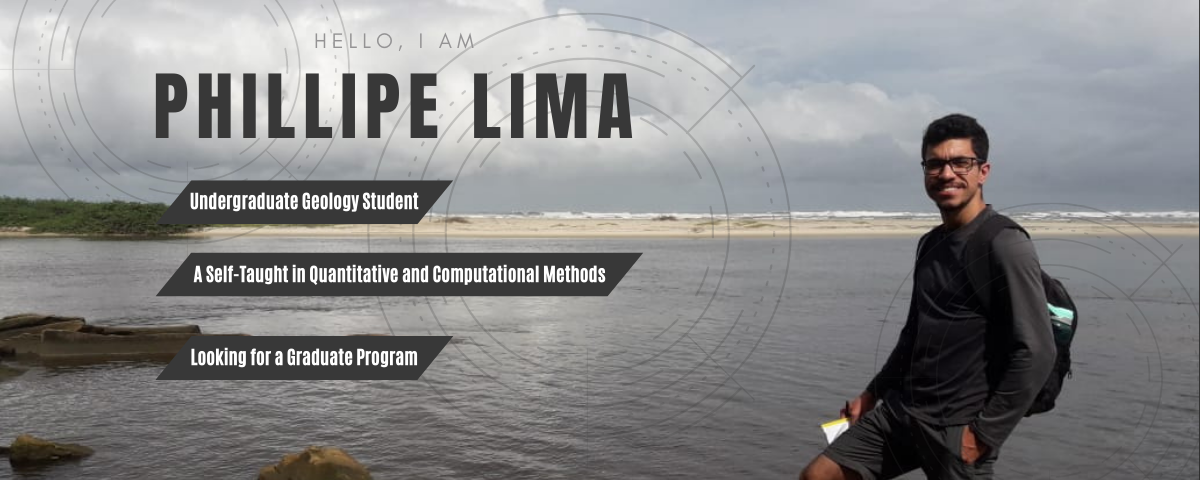 HELLO, I AM
PHILLIPE LIMA
Undergraduate Geology Student
A Self-Taught in Quantitative and Computational Methods
Looking for a Graduate Program